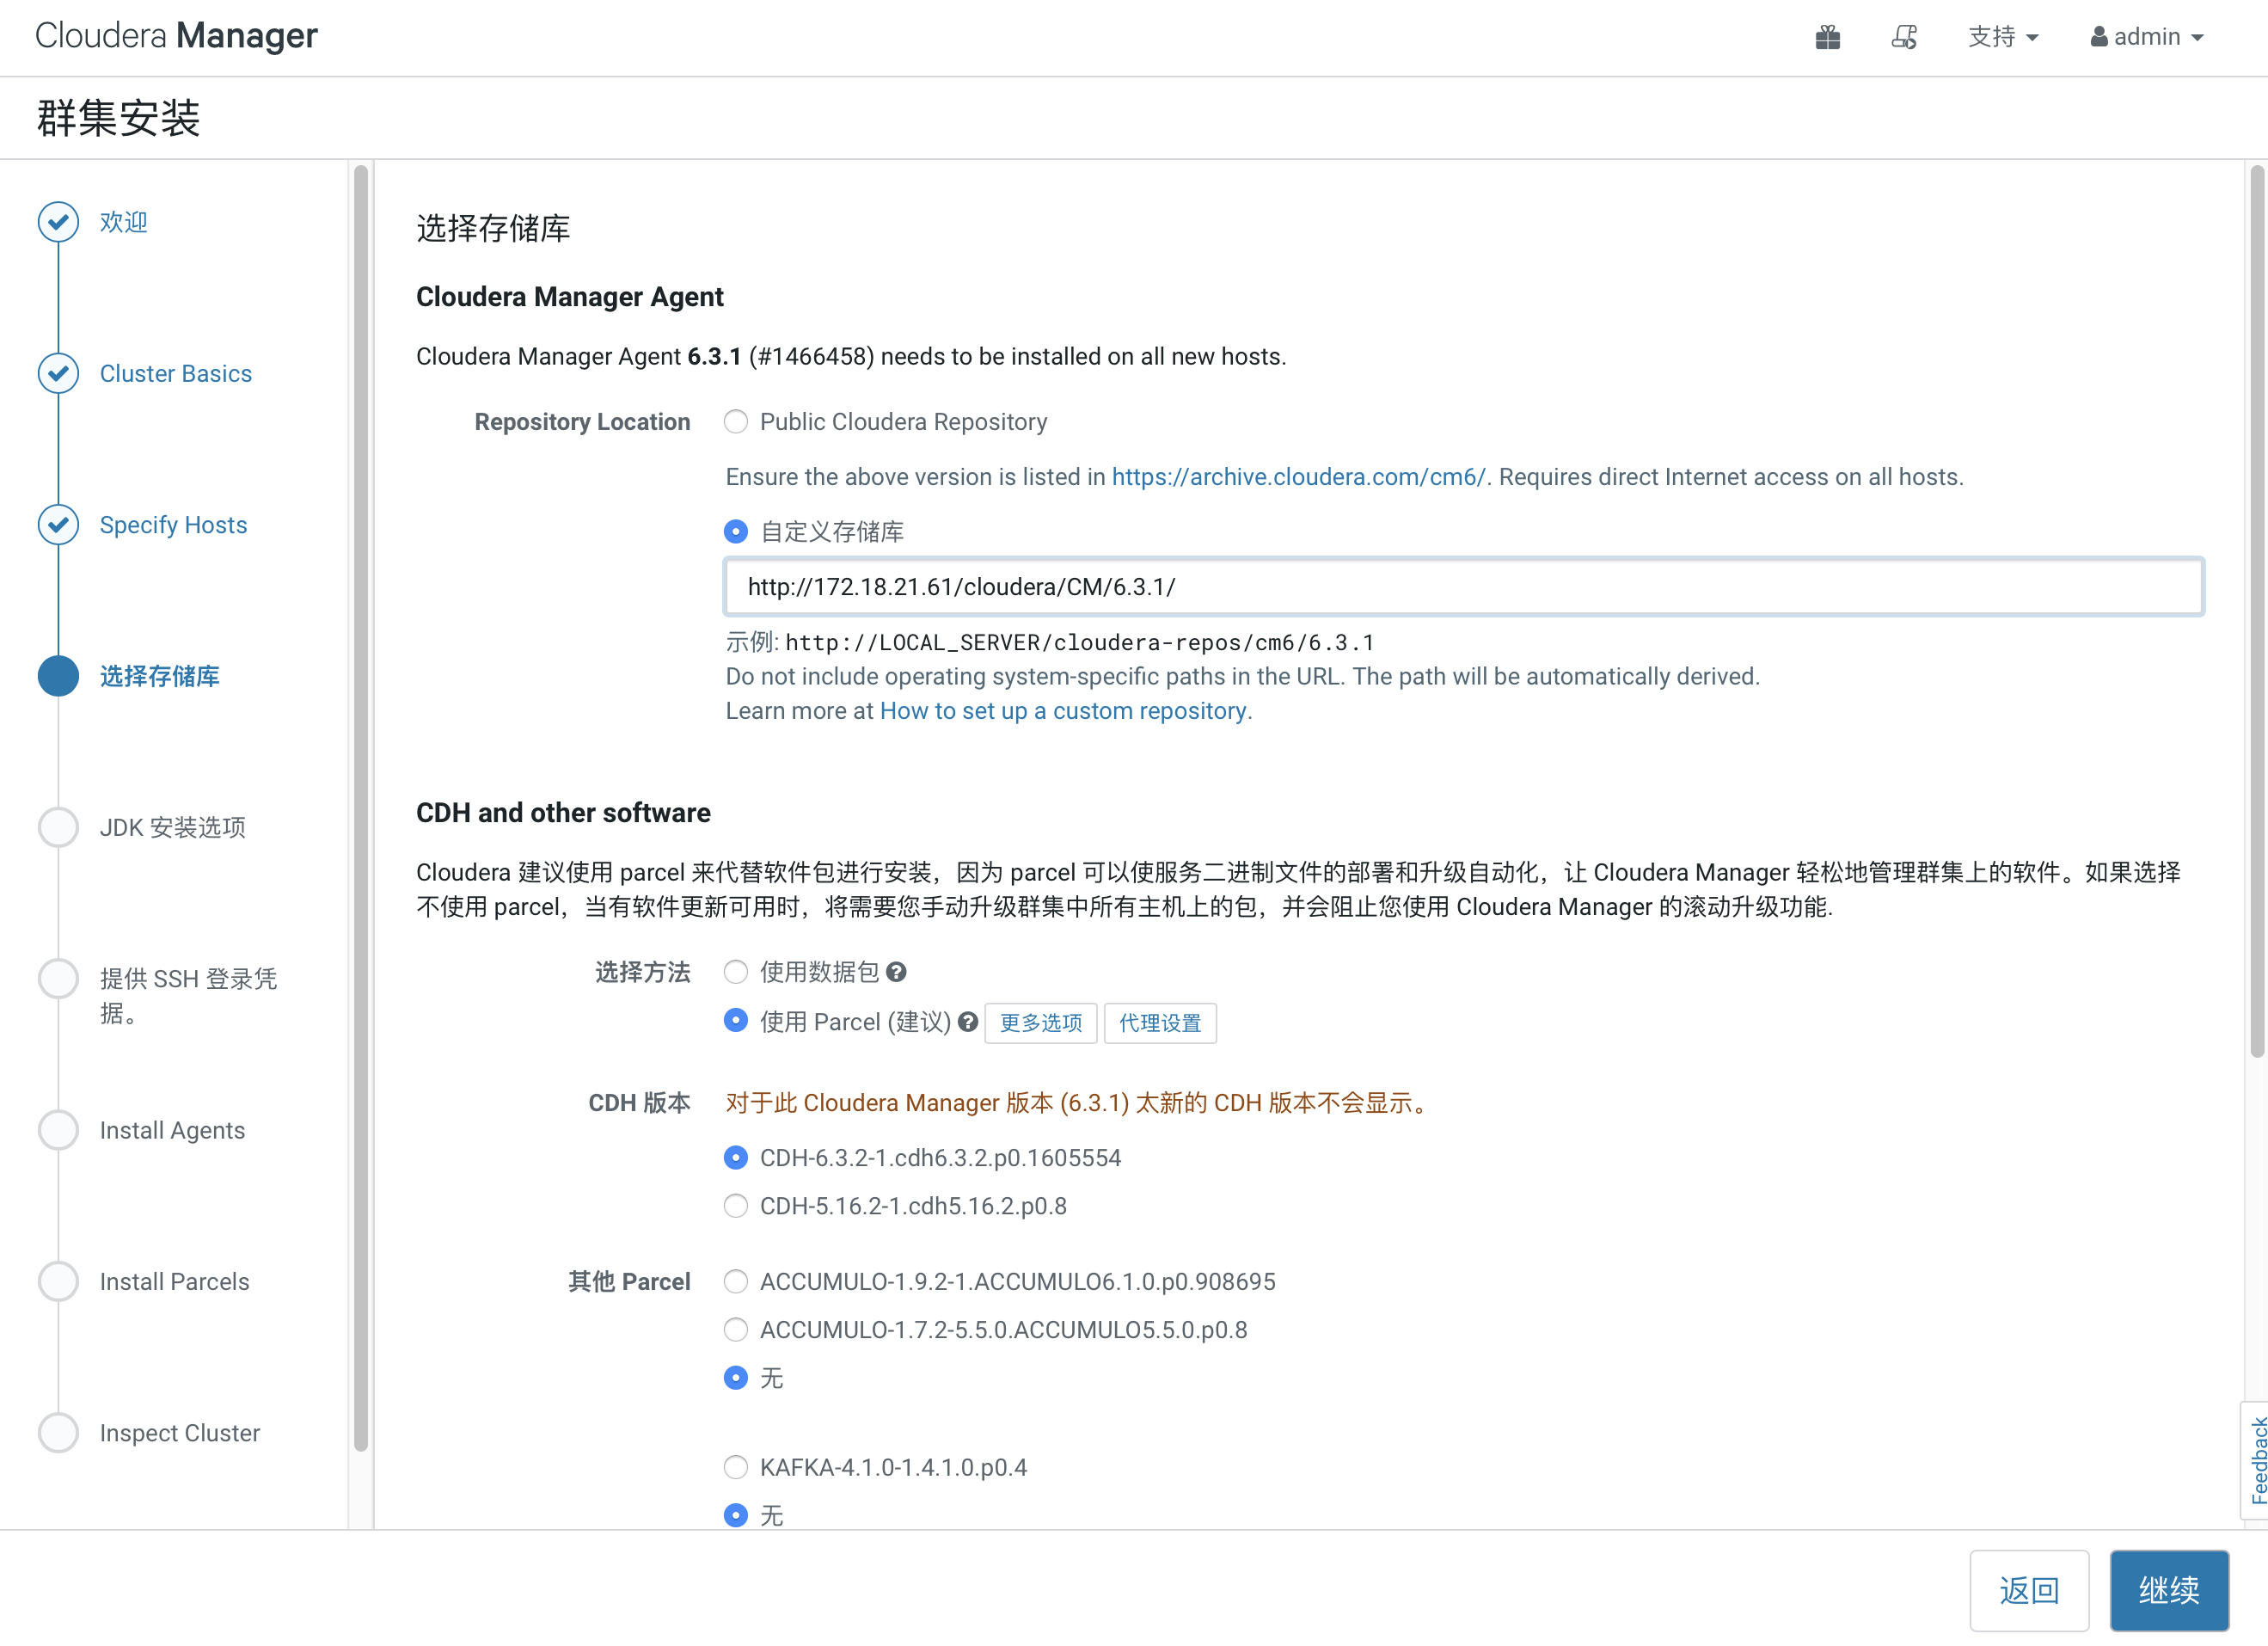 Cloudera Manager
支持
admin
群集安装
欢迎
Cluster Basics
Specify Hosts
选择存储库
JDK 安装选项
提供 SSH 登录凭
据。
Install Agents
Install Parcels
Inspect Cluster
选择存储库
Cloudera Manager Agent
Cloudera Manager Agent 6.3.1 (#1466458) needs to be installed on all new hosts.
Repository Location
Public Cloudera Repository
Ensure the above version is listed in https://archive.cloudera.com/cm6/. Requires direct Internet access on all hosts.
自定义存储库
http://172.18.21.61/cloudera/CM/6.3.1/
示例: http://LOCAL_SERVER/cloudera-repos/cm6/6.3.1
Do not include operating system-specific paths in the URL. The path will be automatically derived.
Learn more at How to set up a custom repository.
CDH and other software
Cloudera 建议使用 parcel 来代替软件包进行安装，因为 parcel 可以使服务二进制文件的部署和升级自动化，让 Cloudera Manager 轻松地管理群集上的软件。如果选择
不使用 parcel，当有软件更新可用时，将需要您手动升级群集中所有主机上的包，并会阻止您使用 Cloudera Manager 的滚动升级功能.
选择方法
使用数据包
使用 Parcel (建议) 更多选项 代理设置
CDH 版本
对于此 Cloudera Manager 版本 (6.3.1) 太新的 CDH 版本不会显示。
CDH-6.3.2-1.cdh6.3.2.p0.1605554
CDH-5.16.2-1.cdh5.16.2.p0.8
其他 Parcel
ACCUMULO-1.9.2-1.ACCUMULO6.1.0.p0.908695
ACCUMULO-1.7.2-5.5.0.ACCUMULO5.5.0.p0.8
无
KAFKA-4.1.0-1.4.1.0.p0.4
无
Feedback
返回
继续